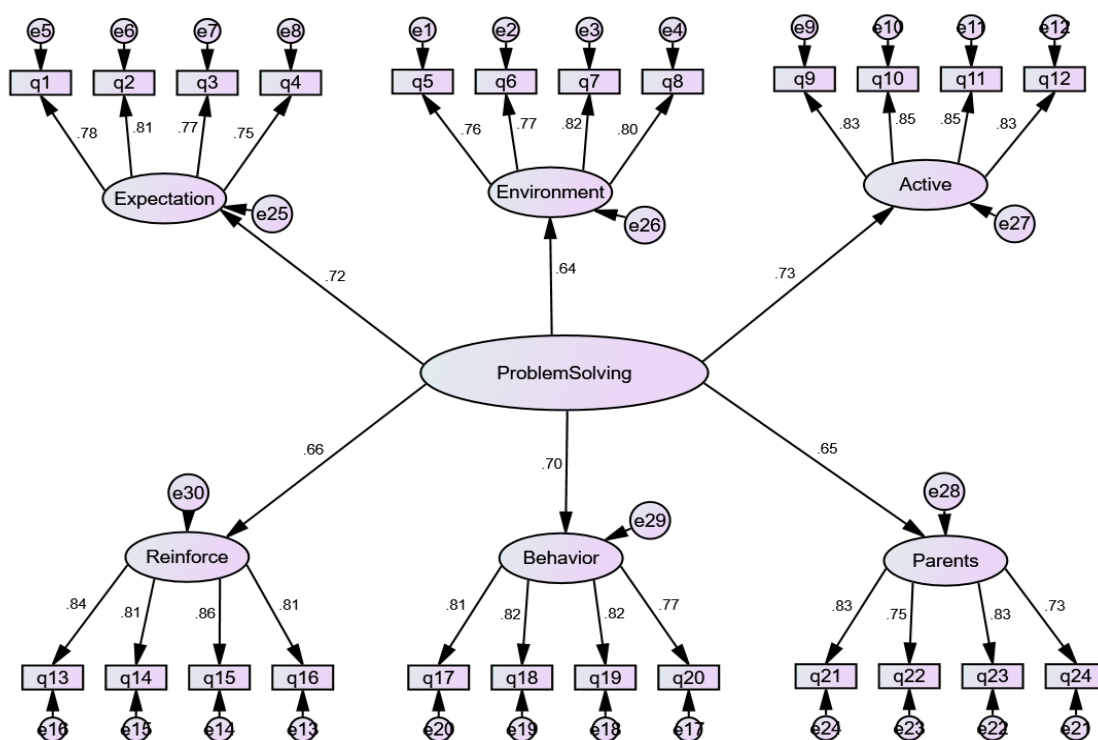 e5 e6 e7 e8 e1 e2 e3 e4 e9 e10 e11 e12
q1 q2 q3 q4 q5 q6 q7 q8 q9 q10 q11 q12
.78 .81 .77 .75 .76 .77 .82 .80 .83 .85 .85 .83
Expectation Environment Active
e25 e26 e27
.72 .64 .73
ProblemSolving
.66 .70 .65
e30 e29 e28
Reinforce Behavior Parents
.84 .81 .86 .81 .81 .82 .82 .77 .83 .75 .83 .73
q13 q14 q15 q16 q17 q18 q19 q20 q21 q22 q23 q24
e16 e15 e14 e13 e20 e19 e18 e17 e24 e23 e22 e21